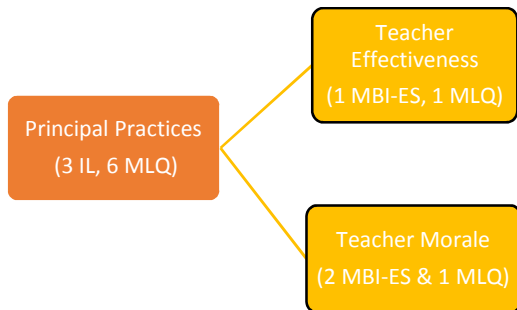 Teacher
Effectiveness
(1 MBI-ES, 1 MLQ)
Principal Practices
(3 IL, 6 MLQ)
Teacher Morale
(2 MBI-ES & 1 MLQ)